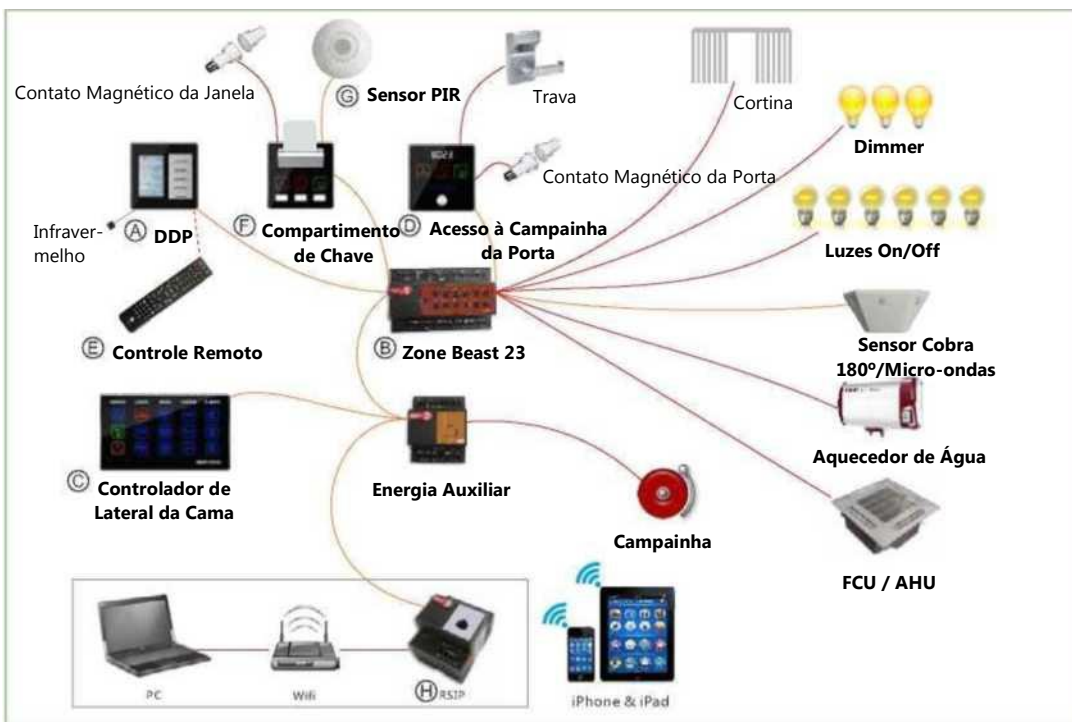 Contato Magnético da Janela
Ⓖ Sensor PIR
Trava
Cortina
Dimmer
Infraver-
melho
Ⓐ DDP
Ⓕ Compartimento
de Chave
Ⓓ Acesso à Campainha
da Porta
Contato Magnético da Porta
Luzes On/Off
Ⓔ Controle Remoto
Ⓑ Zone Beast 23
Sensor Cobra
180º/Micro-ondas
Aquecedor de Água
Ⓒ Controlador de
Lateral da Cama
Energia Auxiliar
Campainha
FCU / AHU
PC
Wifi
Ⓗ RSIP
iPhone & iPad